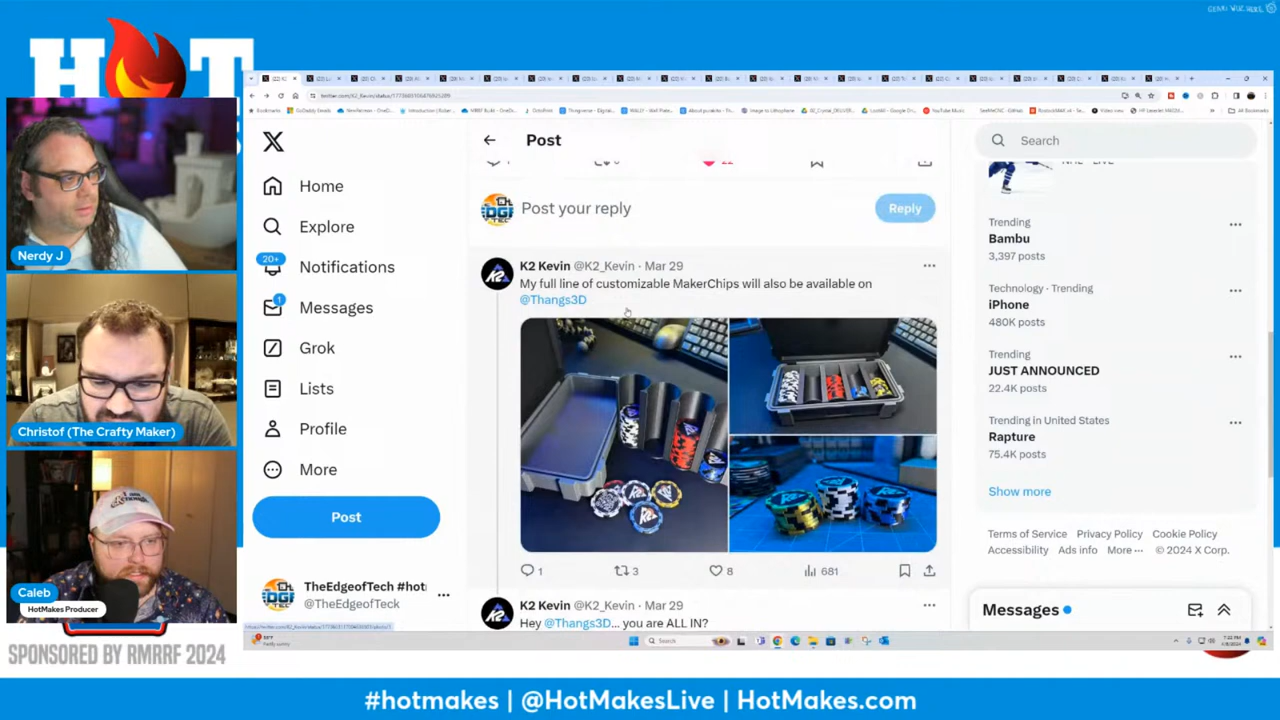 H T
Nerdy J
Christof (The Crafty Maker)
Caleb
HotMakes Producer
SPONSORED BY RMRRF 2024
Home
Explore
20+
Notifications
1
Messages
Grok
Lists
Profile
More
Post
TheEdgeofTech #hot
@TheEdgeofTech
Post
22
Post your reply
Reply
K2 Kevin @K2_Kevin · Mar 29
My full line of customizable MakerChips will also be available on
@Thangs3D
K2
1
3
8
681
K2 Kevin @K2_Kevin · Mar 29
Hey @Thangs3D... you are ALL IN?
Search
Trending
Bambu
3,397 posts
Technology · Trending
iPhone
480K posts
Trending
JUST ANNOUNCED
22.4K posts
Trending in United States
Rapture
75.4K posts
Show more
Terms of Service Privacy Policy Cookie Policy
Accessibility Ads info More ··· © 2024 X Corp.
Messages
Search
#hotmakes | @HotMakesLive | HotMakes.com